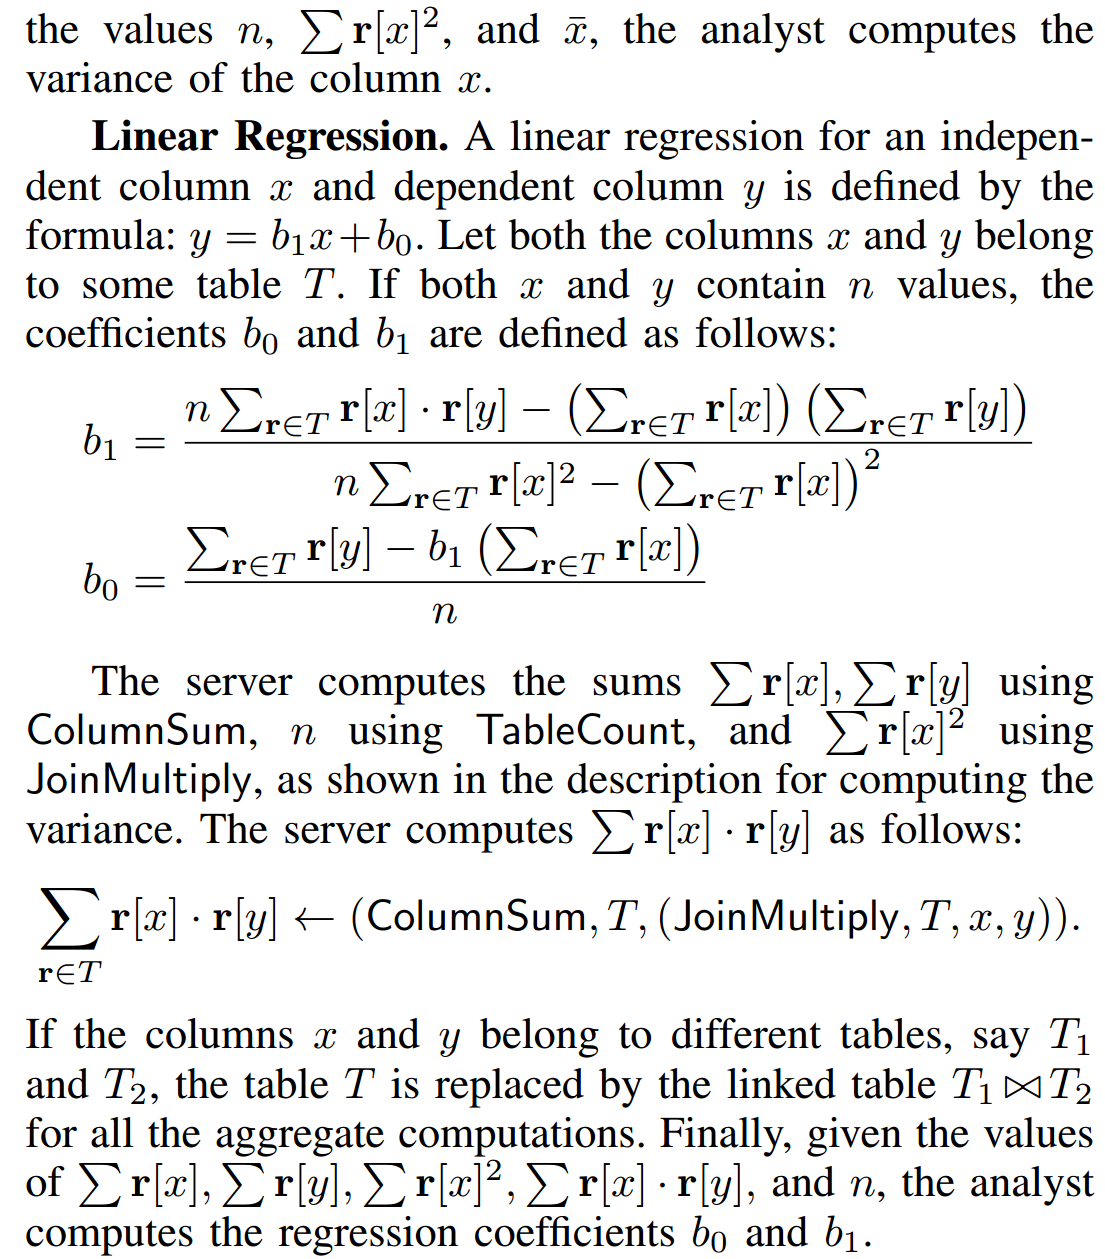 the values n, ∑ r[x]², and x̄, the analyst computes the
variance of the column x.
Linear Regression. A linear regression for an indepen-
dent column x and dependent column y is defined by the
formula: y = b₁x+b₀. Let both the columns x and y belong
to some table T. If both x and y contain n values, the
coefficients b₀ and b₁ are defined as follows:
b₁ = (n ∑_{r∈T} r[x] · r[y] − (∑_{r∈T} r[x]) (∑_{r∈T} r[y])) / (n ∑_{r∈T} r[x]² − (∑_{r∈T} r[x])²)
b₀ = (∑_{r∈T} r[y] − b₁ (∑_{r∈T} r[x])) / n
The server computes the sums ∑ r[x], ∑ r[y] using
ColumnSum, n using TableCount, and ∑ r[x]² using
JoinMultiply, as shown in the description for computing the
variance. The server computes ∑ r[x] · r[y] as follows:
∑_{r∈T} r[x] · r[y] ← (ColumnSum, T, (JoinMultiply, T, x, y)).
If the columns x and y belong to different tables, say T₁
and T₂, the table T is replaced by the linked table T₁ ⋈ T₂
for all the aggregate computations. Finally, given the values
of ∑ r[x], ∑ r[y], ∑ r[x]², ∑ r[x] · r[y], and n, the analyst
computes the regression coefficients b₀ and b₁.